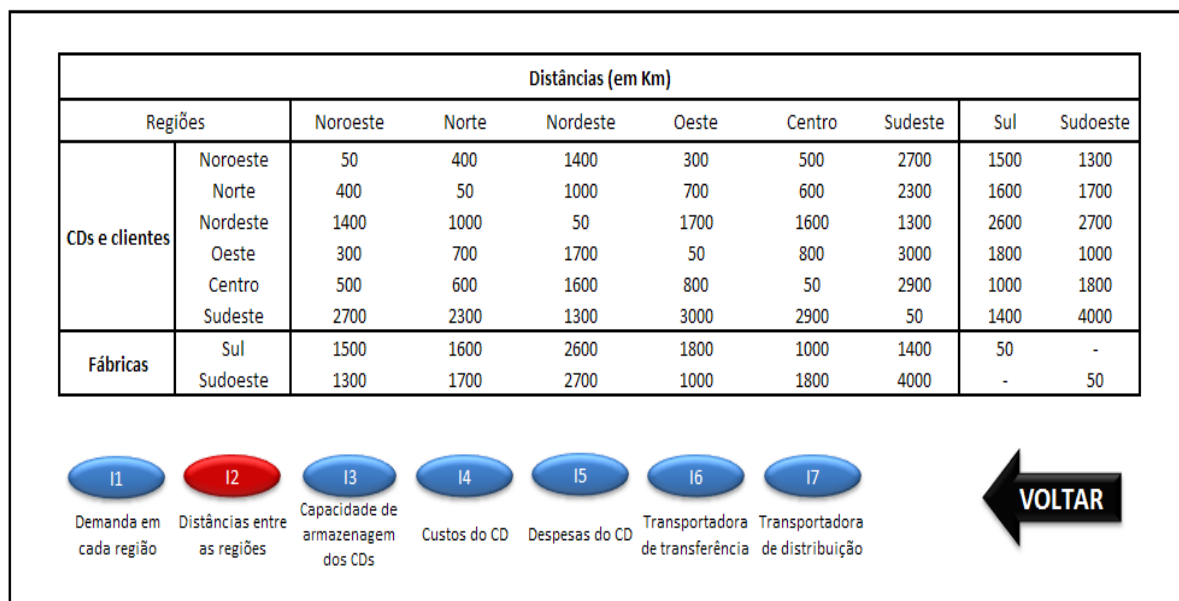 Distâncias (em Km)
Regiões Noroeste Norte Nordeste Oeste Centro Sudeste Sul Sudoeste
CDs e clientes
Noroeste 50 400 1400 300 500 2700 1500 1300
Norte 400 50 1000 700 600 2300 1600 1700
Nordeste 1400 1000 50 1700 1600 1300 2600 2700
Oeste 300 700 1700 50 800 3000 1800 1000
Centro 500 600 1600 800 50 2900 1000 1800
Sudeste 2700 2300 1300 3000 2900 50 1400 4000
Fábricas
Sul 1500 1600 2600 1800 1000 1400 50 -
Sudoeste 1300 1700 2700 1000 1800 4000 - 50
I1
Demanda em
cada região
I2
Distâncias entre
as regiões
I3
Capacidade de
armazenagem
dos CDs
I4
Custos do CD
I5
Despesas do CD
I6
Transportadora
de transferência
I7
Transportadora
de distribuição
VOLTAR